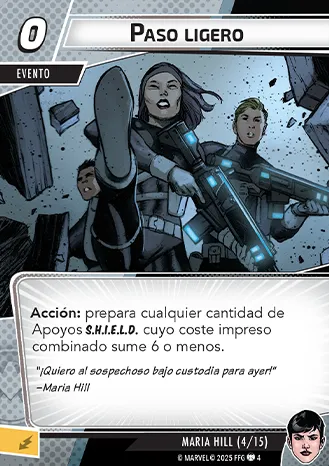 0
PASO LIGERO
EVENTO
Acción: prepara cualquier cantidad de
Apoyos S.H.I.E.L.D. cuyo coste impreso
combinado sume 6 o menos.
"¡Quiero al sospechoso bajo custodia para ayer!"
–Maria Hill
MARIA HILL (4/15)
© MARVEL © 2025 FFG 4